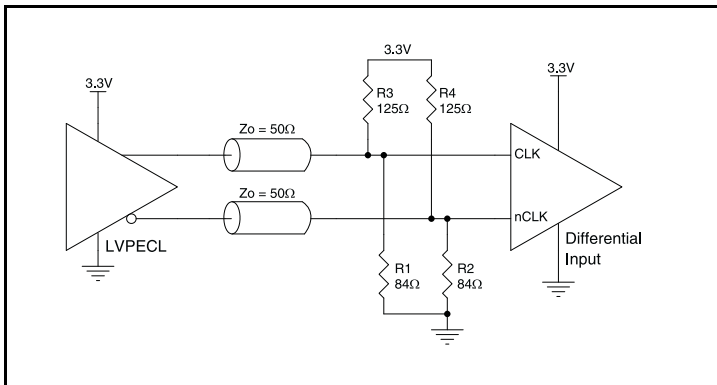 3.3V
R3
125Ω
R4
125Ω
3.3V
3.3V
Zo = 50Ω
CLK
Zo = 50Ω
nCLK
LVPECL
Differential
Input
R1
84Ω
R2
84Ω